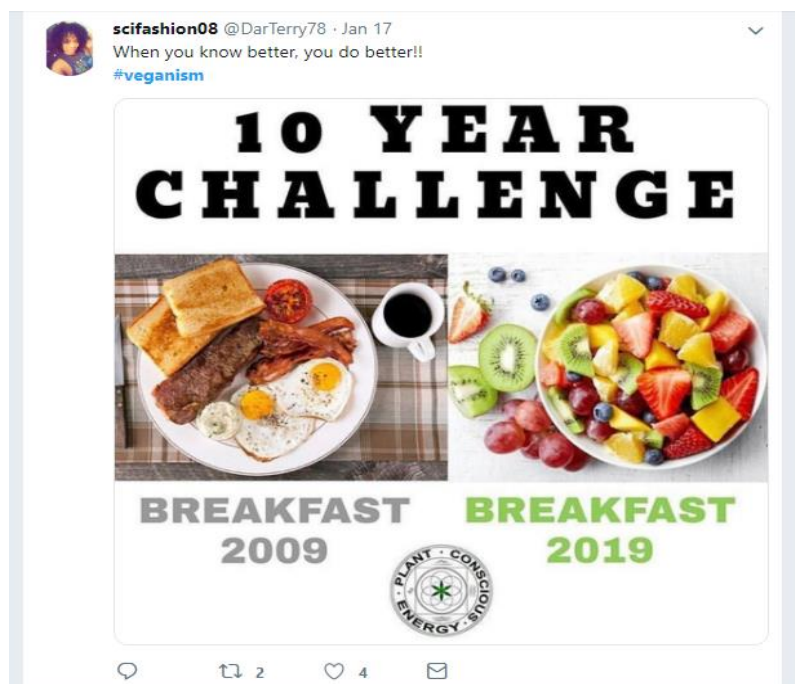 scifashion08 @DarTerry78 · Jan 17
When you know better, you do better!!
#veganism
10 YEAR
CHALLENGE
BREAKFAST
2009
BREAKFAST
2019
PLANT · CONSCIOUS · ENERGY ·
2
4